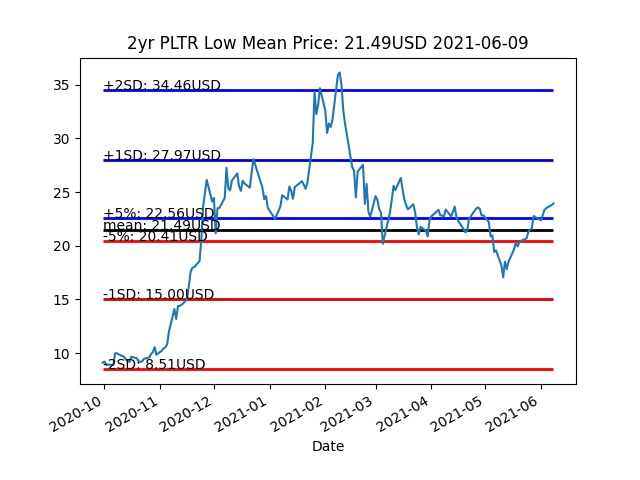 2yr PLTR Low Mean Price: 21.49USD 2021-06-09
35
+2SD: 34.46USD
30
+1SD: 27.97USD
25
+5%: 22.56USD
mean: 21.49USD
-5%: 20.41USD
20
15
-1SD: 15.00USD
10
-2SD: 8.51USD
2020-10
2020-11
2020-12
2021-01
2021-02
2021-03
2021-04
2021-05
2021-06
Date